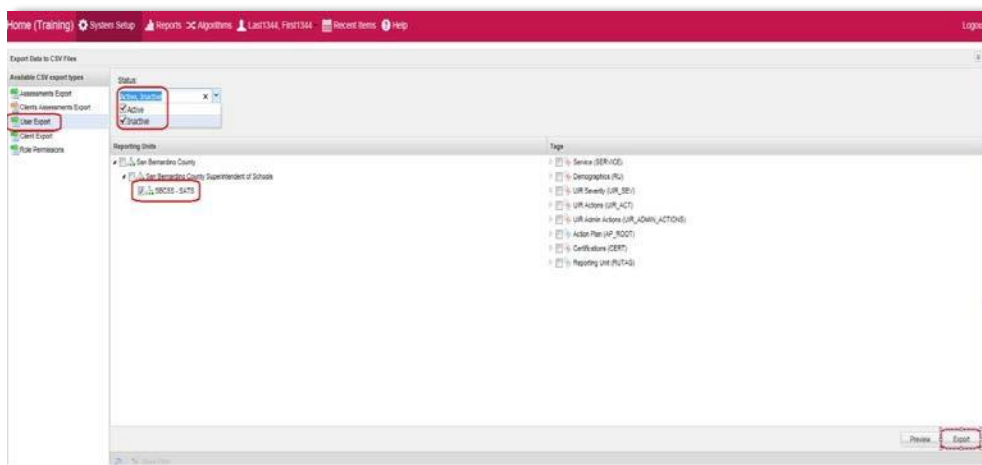 Home (Training) System Setup Reports Algorithms Last1344, First1344 Recent Items Help Logou
Export Data to CSV Files
Available CSV export types
Assessments Export
Clients Assessments Export
User Export
Client Export
Role Permissions
Status:
Active, Inactive
Active
Inactive
Reporting Units
San Bernardino County
San Bernardino County Superintendent of Schools
SBCSS - SATS
Tags
Service (SERVICE)
Demographics (RU)
UIR Severity (UIR_SEV)
UIR Actions (UIR_ACT)
UIR Admin Actions (UIR_ADMIN_ACTIONS)
Action Plan (AP_ROOT)
Certifications (CERT)
Reporting Unit (RUTAG)
Preview Export